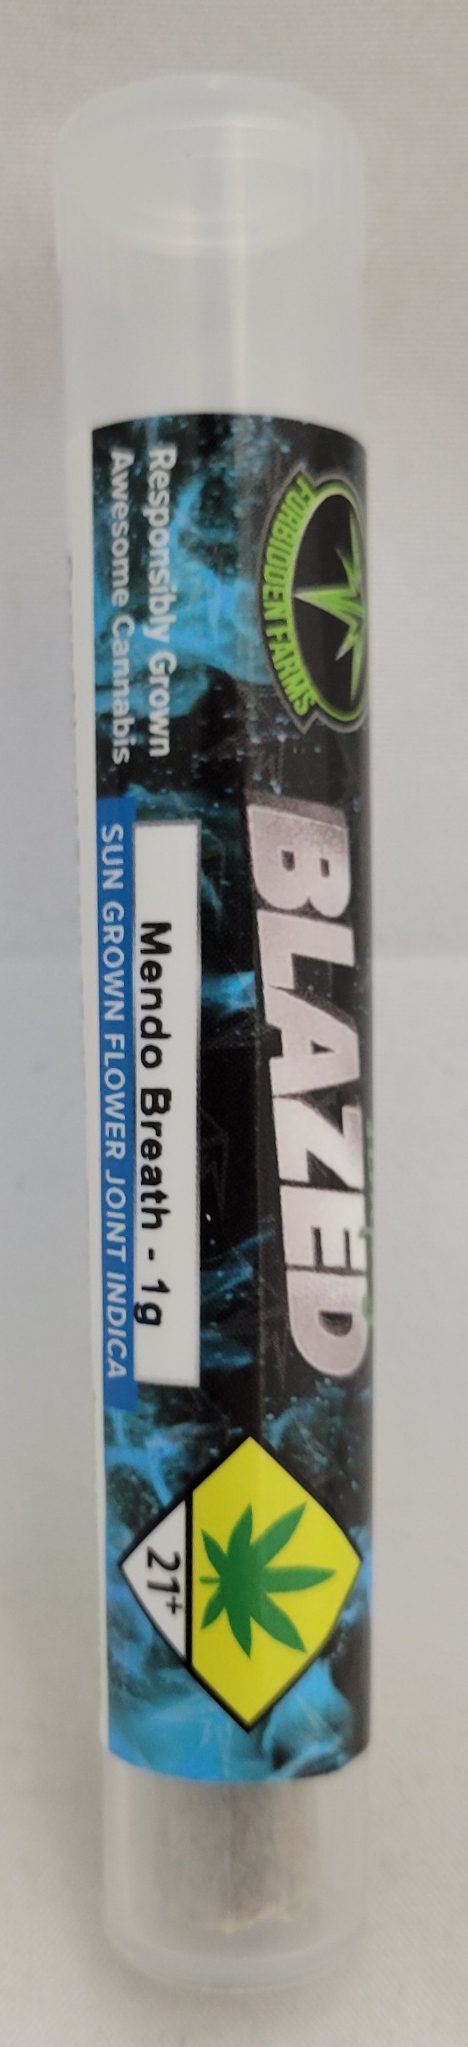 FORBIDDEN FARMS
BLAZED
Responsibly Grown
Awesome Cannabis
Mendo Breath - 1g
SUN GROWN FLOWER JOINT INDICA
21+